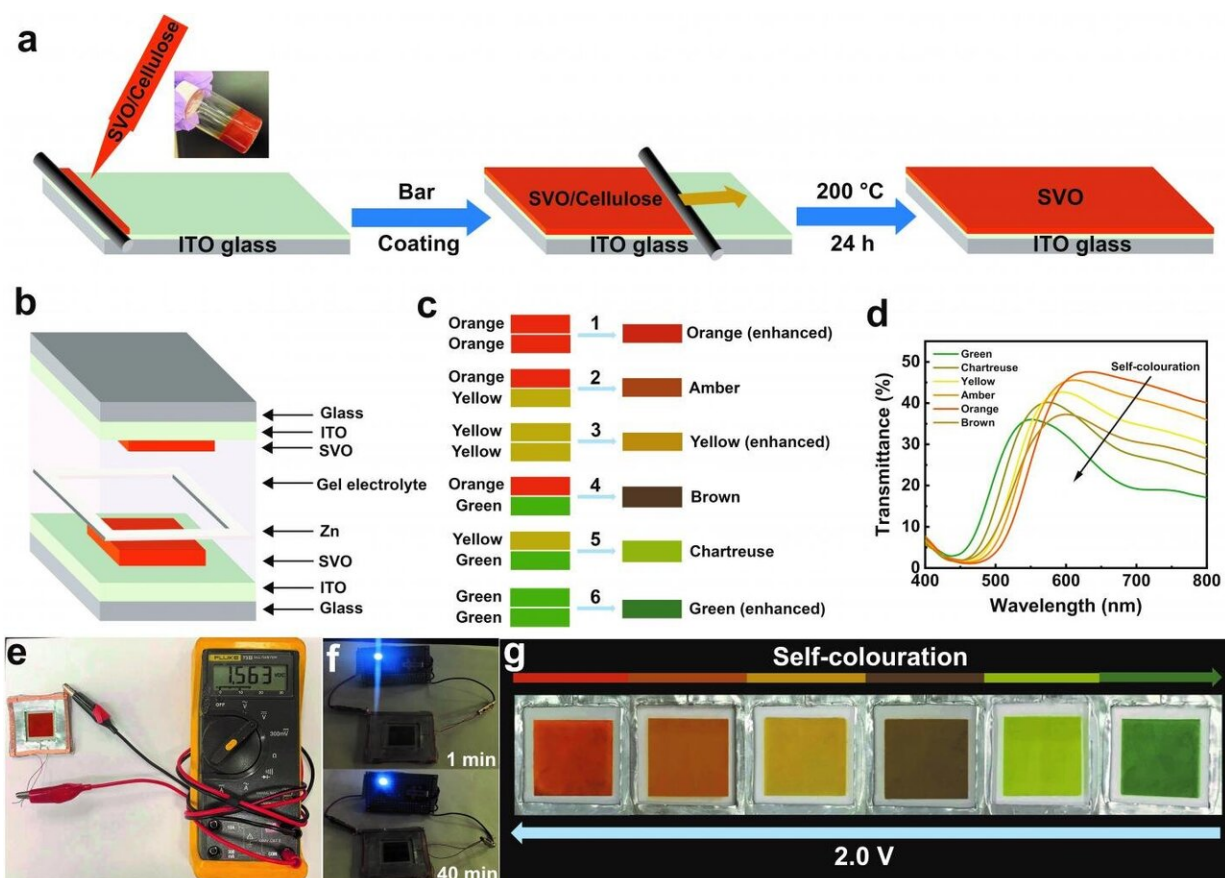 a
SVO/Cellulose
ITO glass
Bar
Coating
SVO/Cellulose
ITO glass
200 °C
24 h
SVO
ITO glass
b
Glass
ITO
SVO
Gel electrolyte
Zn
SVO
ITO
Glass
c
Orange
Orange
1
Orange (enhanced)
Orange
Yellow
2
Amber
Yellow
Yellow
3
Yellow (enhanced)
Orange
Green
4
Brown
Yellow
Green
5
Chartreuse
Green
Green
6
Green (enhanced)
d
Transmittance (%)
50
40
30
20
10
0
Green
Chartreuse
Yellow
Amber
Orange
Brown
Self-colouration
400
500
600
700
800
Wavelength (nm)
e
FLUKE
1.563
VDC
OFF
300mV
f
1 min
40 min
g
Self-colouration
2.0 V